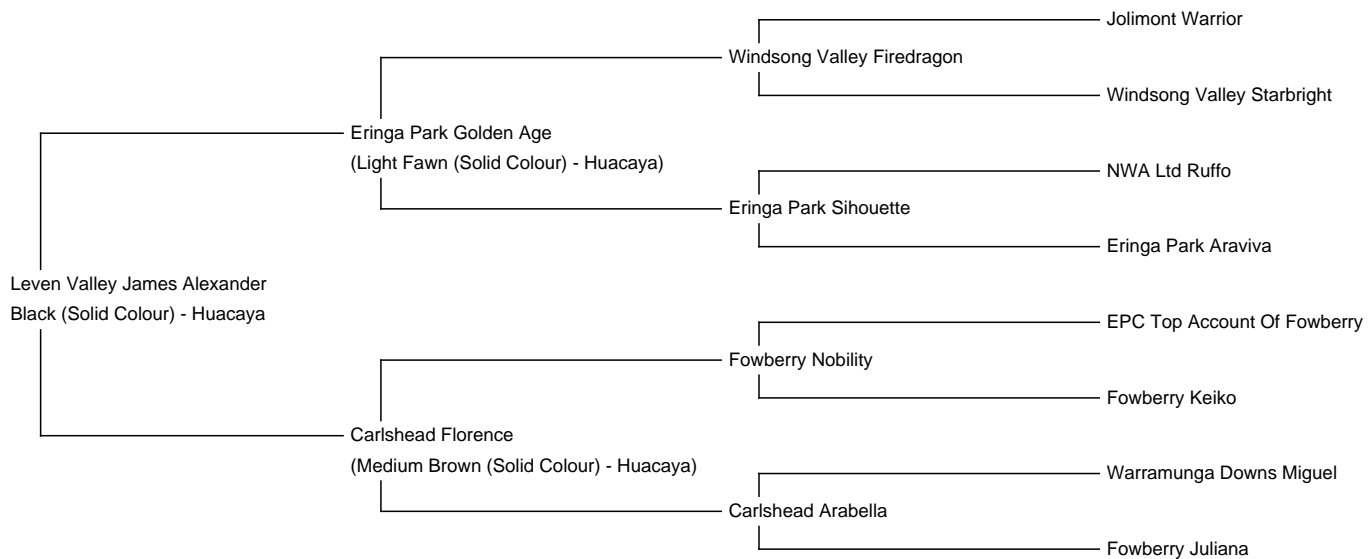 Jolimont Warrior
Windsong Valley Firedragon
Windsong Valley Starbright
Eringa Park Golden Age
(Light Fawn (Solid Colour) - Huacaya)
NWA Ltd Ruffo
Eringa Park Sihouette
Eringa Park Araviva
Leven Valley James Alexander
Black (Solid Colour) - Huacaya
EPC Top Account Of Fowberry
Fowberry Nobility
Fowberry Keiko
Carlshead Florence
(Medium Brown (Solid Colour) - Huacaya)
Warramunga Downs Miguel
Carlshead Arabella
Fowberry Juliana